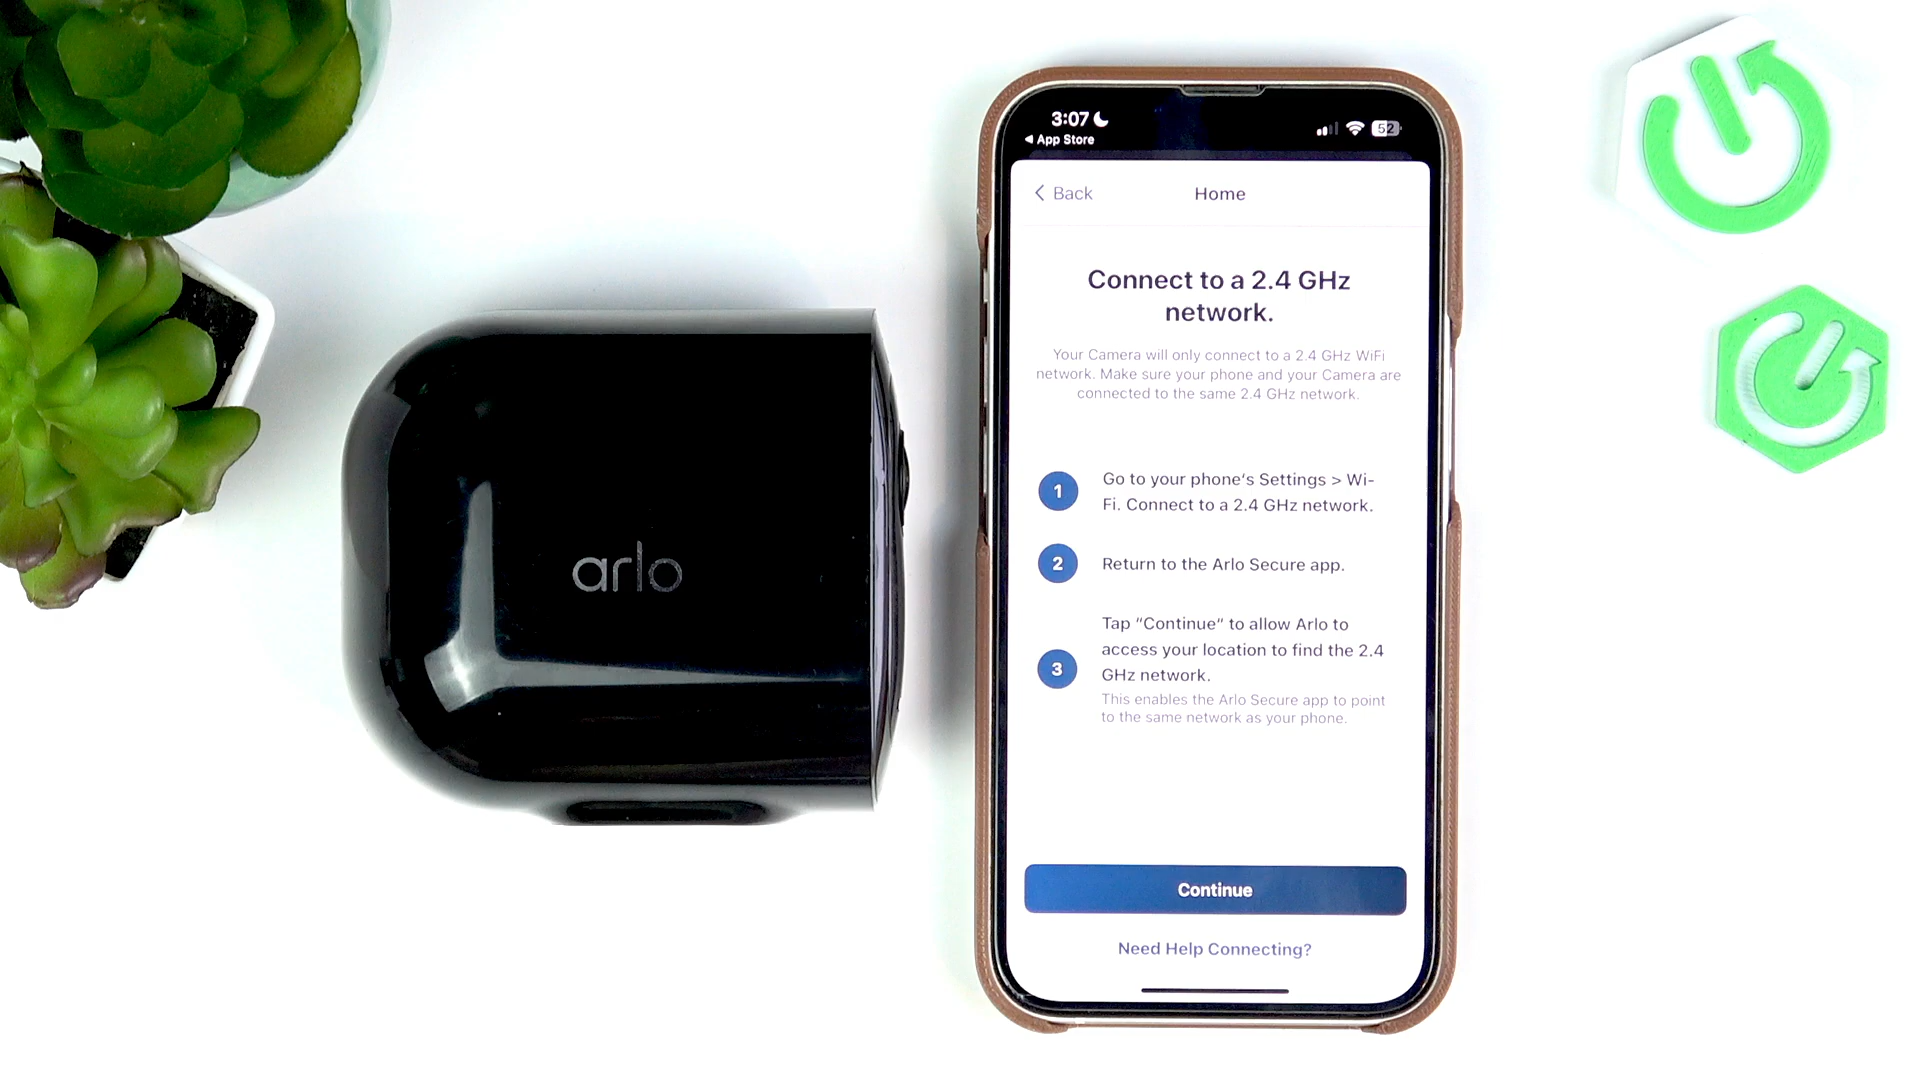 3:07
App Store
52
Back
Home
Connect to a 2.4 GHz
network.
Your Camera will only connect to a 2.4 GHz WiFi
network. Make sure your phone and your Camera are
connected to the same 2.4 GHz network.
1
Go to your phone's Settings > Wi-
Fi. Connect to a 2.4 GHz network.
2
Return to the Arlo Secure app.
3
Tap "Continue" to allow Arlo to
access your location to find the 2.4
GHz network.
This enables the Arlo Secure app to point
to the same network as your phone.
Continue
Need Help Connecting?
arlo